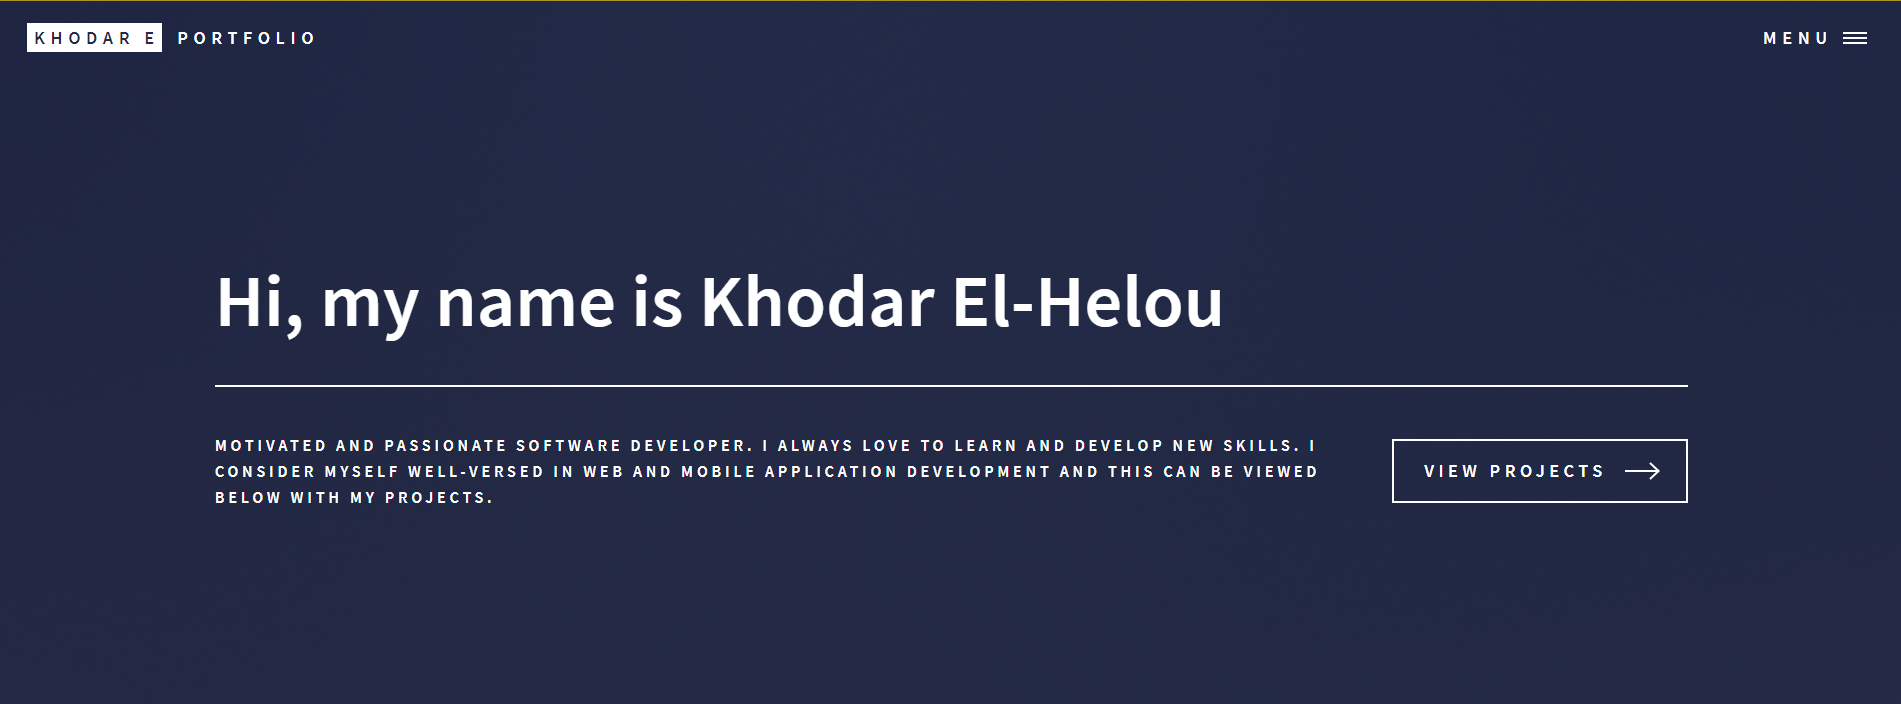 KHODAR E PORTFOLIO
MENU
Hi, my name is Khodar El-Helou
MOTIVATED AND PASSIONATE SOFTWARE DEVELOPER. I ALWAYS LOVE TO LEARN AND DEVELOP NEW SKILLS. I
CONSIDER MYSELF WELL-VERSED IN WEB AND MOBILE APPLICATION DEVELOPMENT AND THIS CAN BE VIEWED
BELOW WITH MY PROJECTS.
VIEW PROJECTS